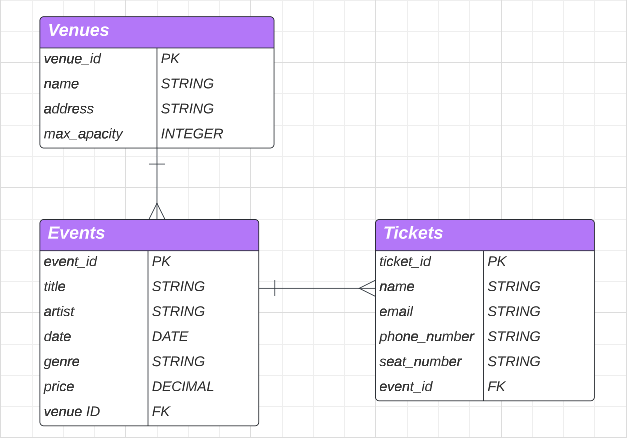 Venues
venue_id PK
name STRING
address STRING
max_apacity INTEGER
Events
event_id PK
title STRING
artist STRING
date DATE
genre STRING
price DECIMAL
venue ID FK
Tickets
ticket_id PK
name STRING
email STRING
phone_number STRING
seat_number STRING
event_id FK